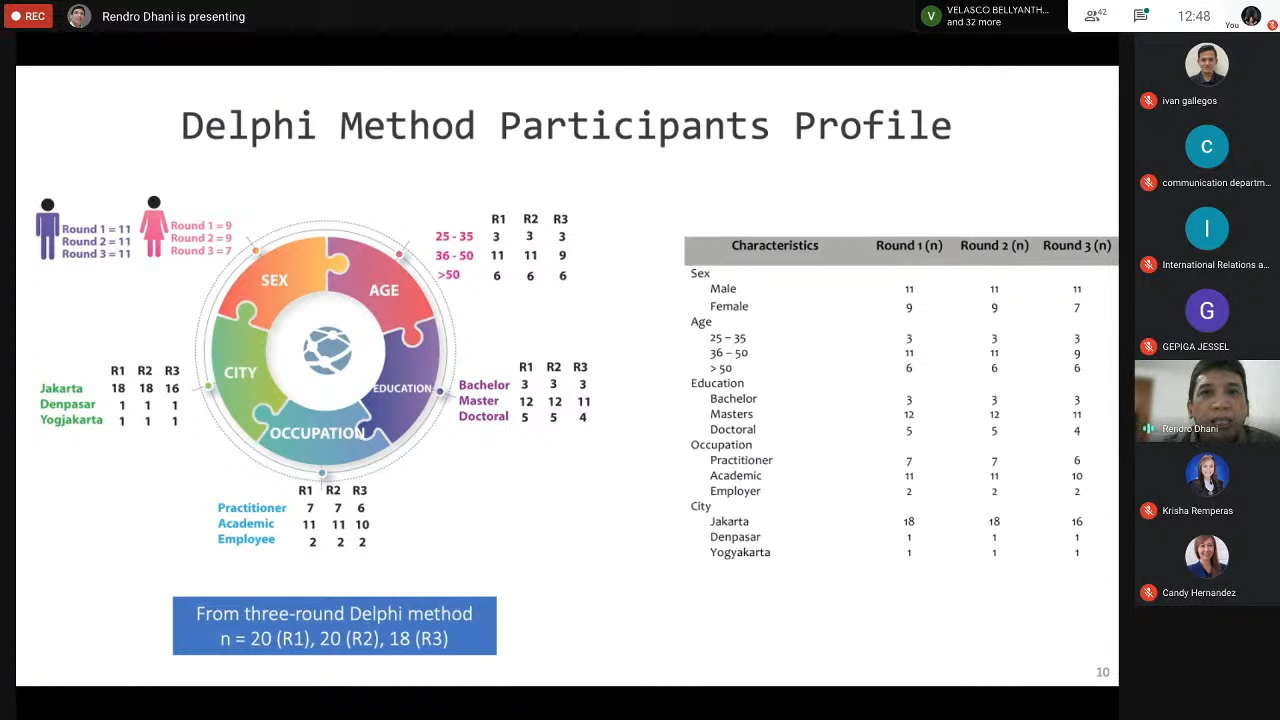 REC
Rendro Dhani is presenting
V
VELASCO BELLYANTH...
and 32 more
42
12:48
You
Delphi Method Participants Profile
Round 1 = 11
Round 2 = 11
Round 3 = 11
Round 1 = 9
Round 2 = 9
Round 3 = 7
R1 R2 R3
25 - 35 3 3 3
36 - 50 11 11 9
>50 6 6 6
SEX
AGE
CITY
EDUCATION
OCCUPATION
R1 R2 R3
Jakarta 18 18 16
Denpasar 1 1 1
Yogjakarta 1 1 1
R1 R2 R3
Bachelor 3 3 3
Master 12 12 11
Doctoral 5 5 4
R1 R2 R3
Practitioner 7 7 6
Academic 11 11 10
Employee 2 2 2
From three-round Delphi method
n = 20 (R1), 20 (R2), 18 (R3)
Characteristics Round 1 (n) Round 2 (n) Round 3 (n)
Sex
Male 11 11 11
Female 9 9 7
Age
25 – 35 3 3 3
36 – 50 11 11 9
> 50 6 6 6
Education
Bachelor 3 3 3
Masters 12 12 11
Doctoral 5 5 4
Occupation
Practitioner 7 7 6
Academic 11 11 10
Employer 2 2 2
City
Jakarta 18 18 16
Denpasar 1 1 1
Yogyakarta 1 1 1
10
ivan gallegos
C
communication departm...
I
International Relations a...
G
GEPIGA JESSEL
Rendro Dhani
Krisha Remperas
Candy Hernandez